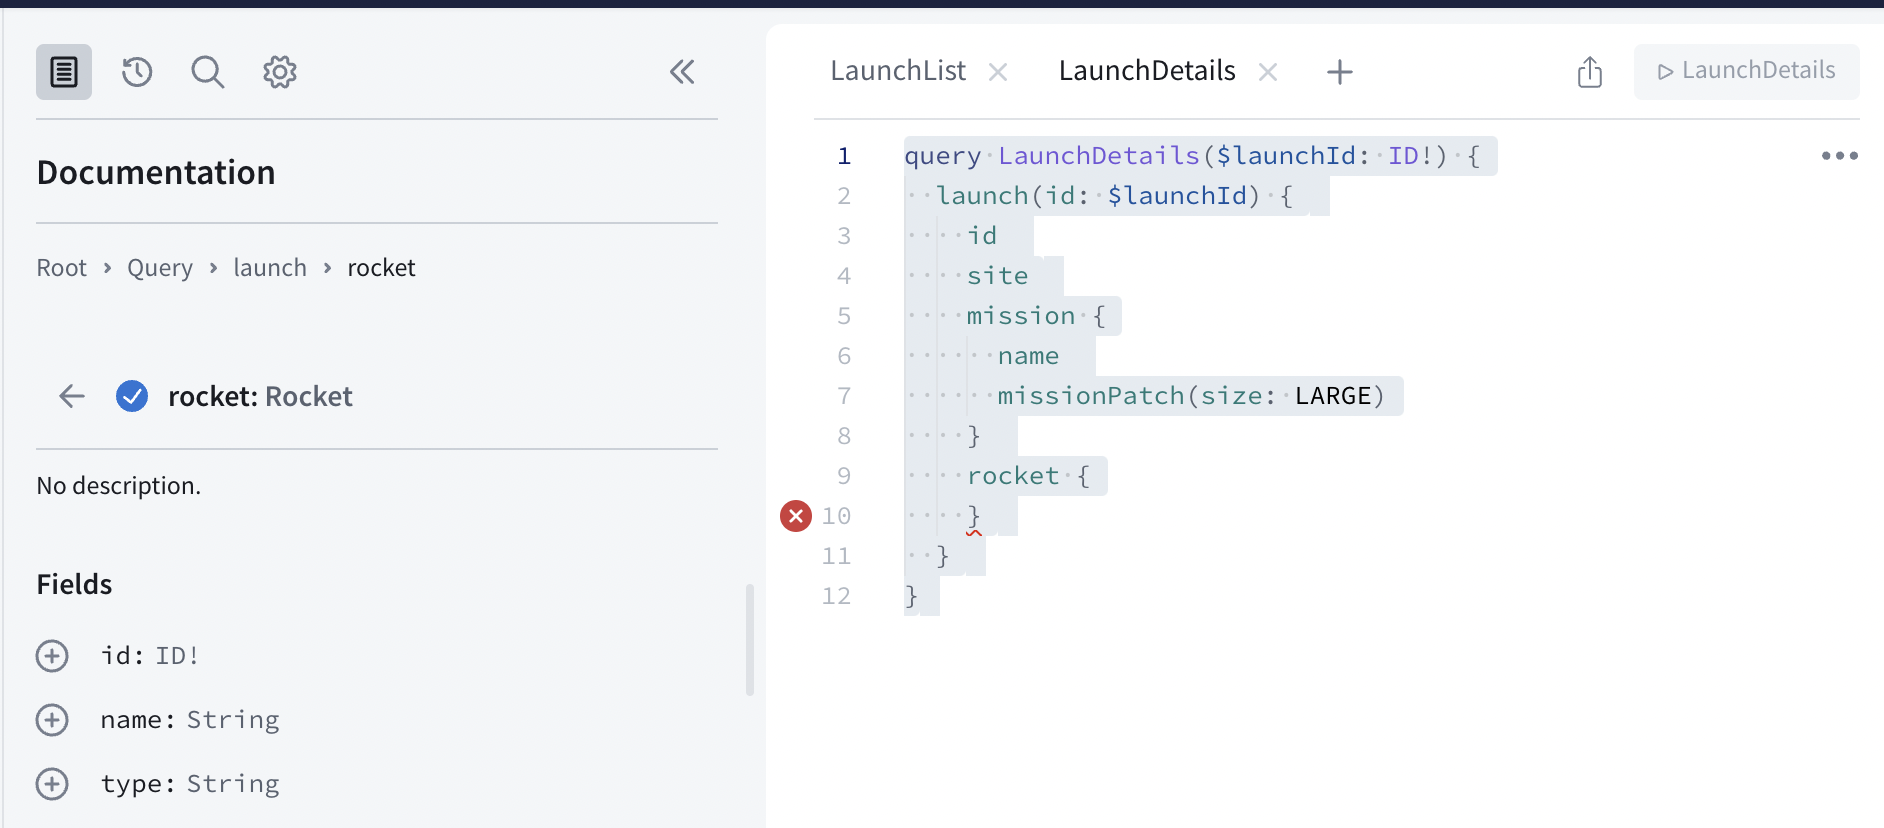 Documentation
Root › Query › launch › rocket
rocket: Rocket
No description.
Fields
id: ID!
name: String
type: String
LaunchList
LaunchDetails
LaunchDetails
1 query LaunchDetails($launchId: ID!) {
2 launch(id: $launchId) {
3 id
4 site
5 mission {
6 name
7 missionPatch(size: LARGE)
8 }
9 rocket {
10 }
11 }
12 }